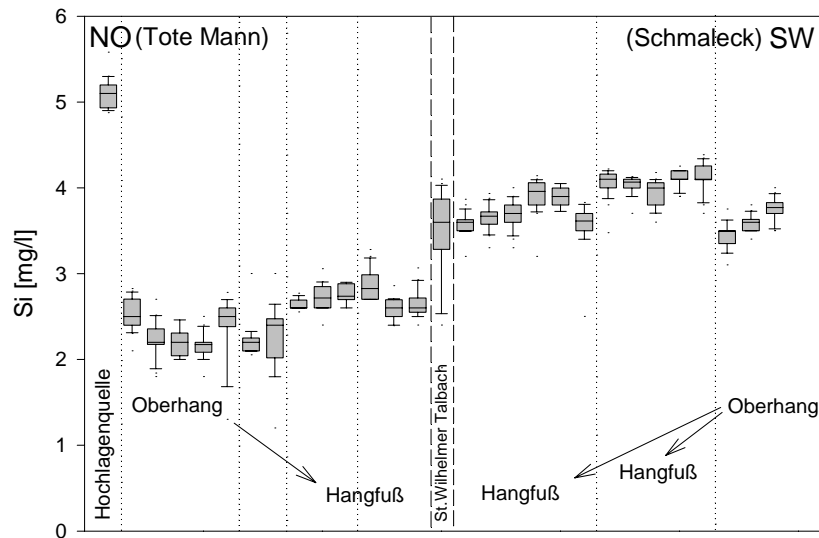 NO (Tote Mann)
(Schmaleck) SW
Si [mg/l]
6
5
4
3
2
1
0
Hochlagenquelle
Oberhang
Hangfuß
St.Wilhelmer Talbach
Hangfuß
Hangfuß
Oberhang